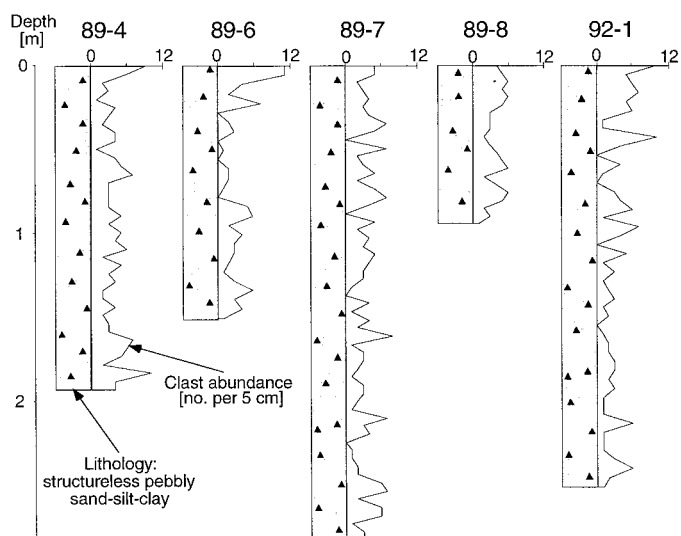 Depth
[m]
89-4 89-6 89-7 89-8 92-1
0 12 0 12 0 12 0 12 0 12
0
1
2
Clast abundance
[no. per 5 cm]
Lithology:
structureless pebbly
sand-silt-clay